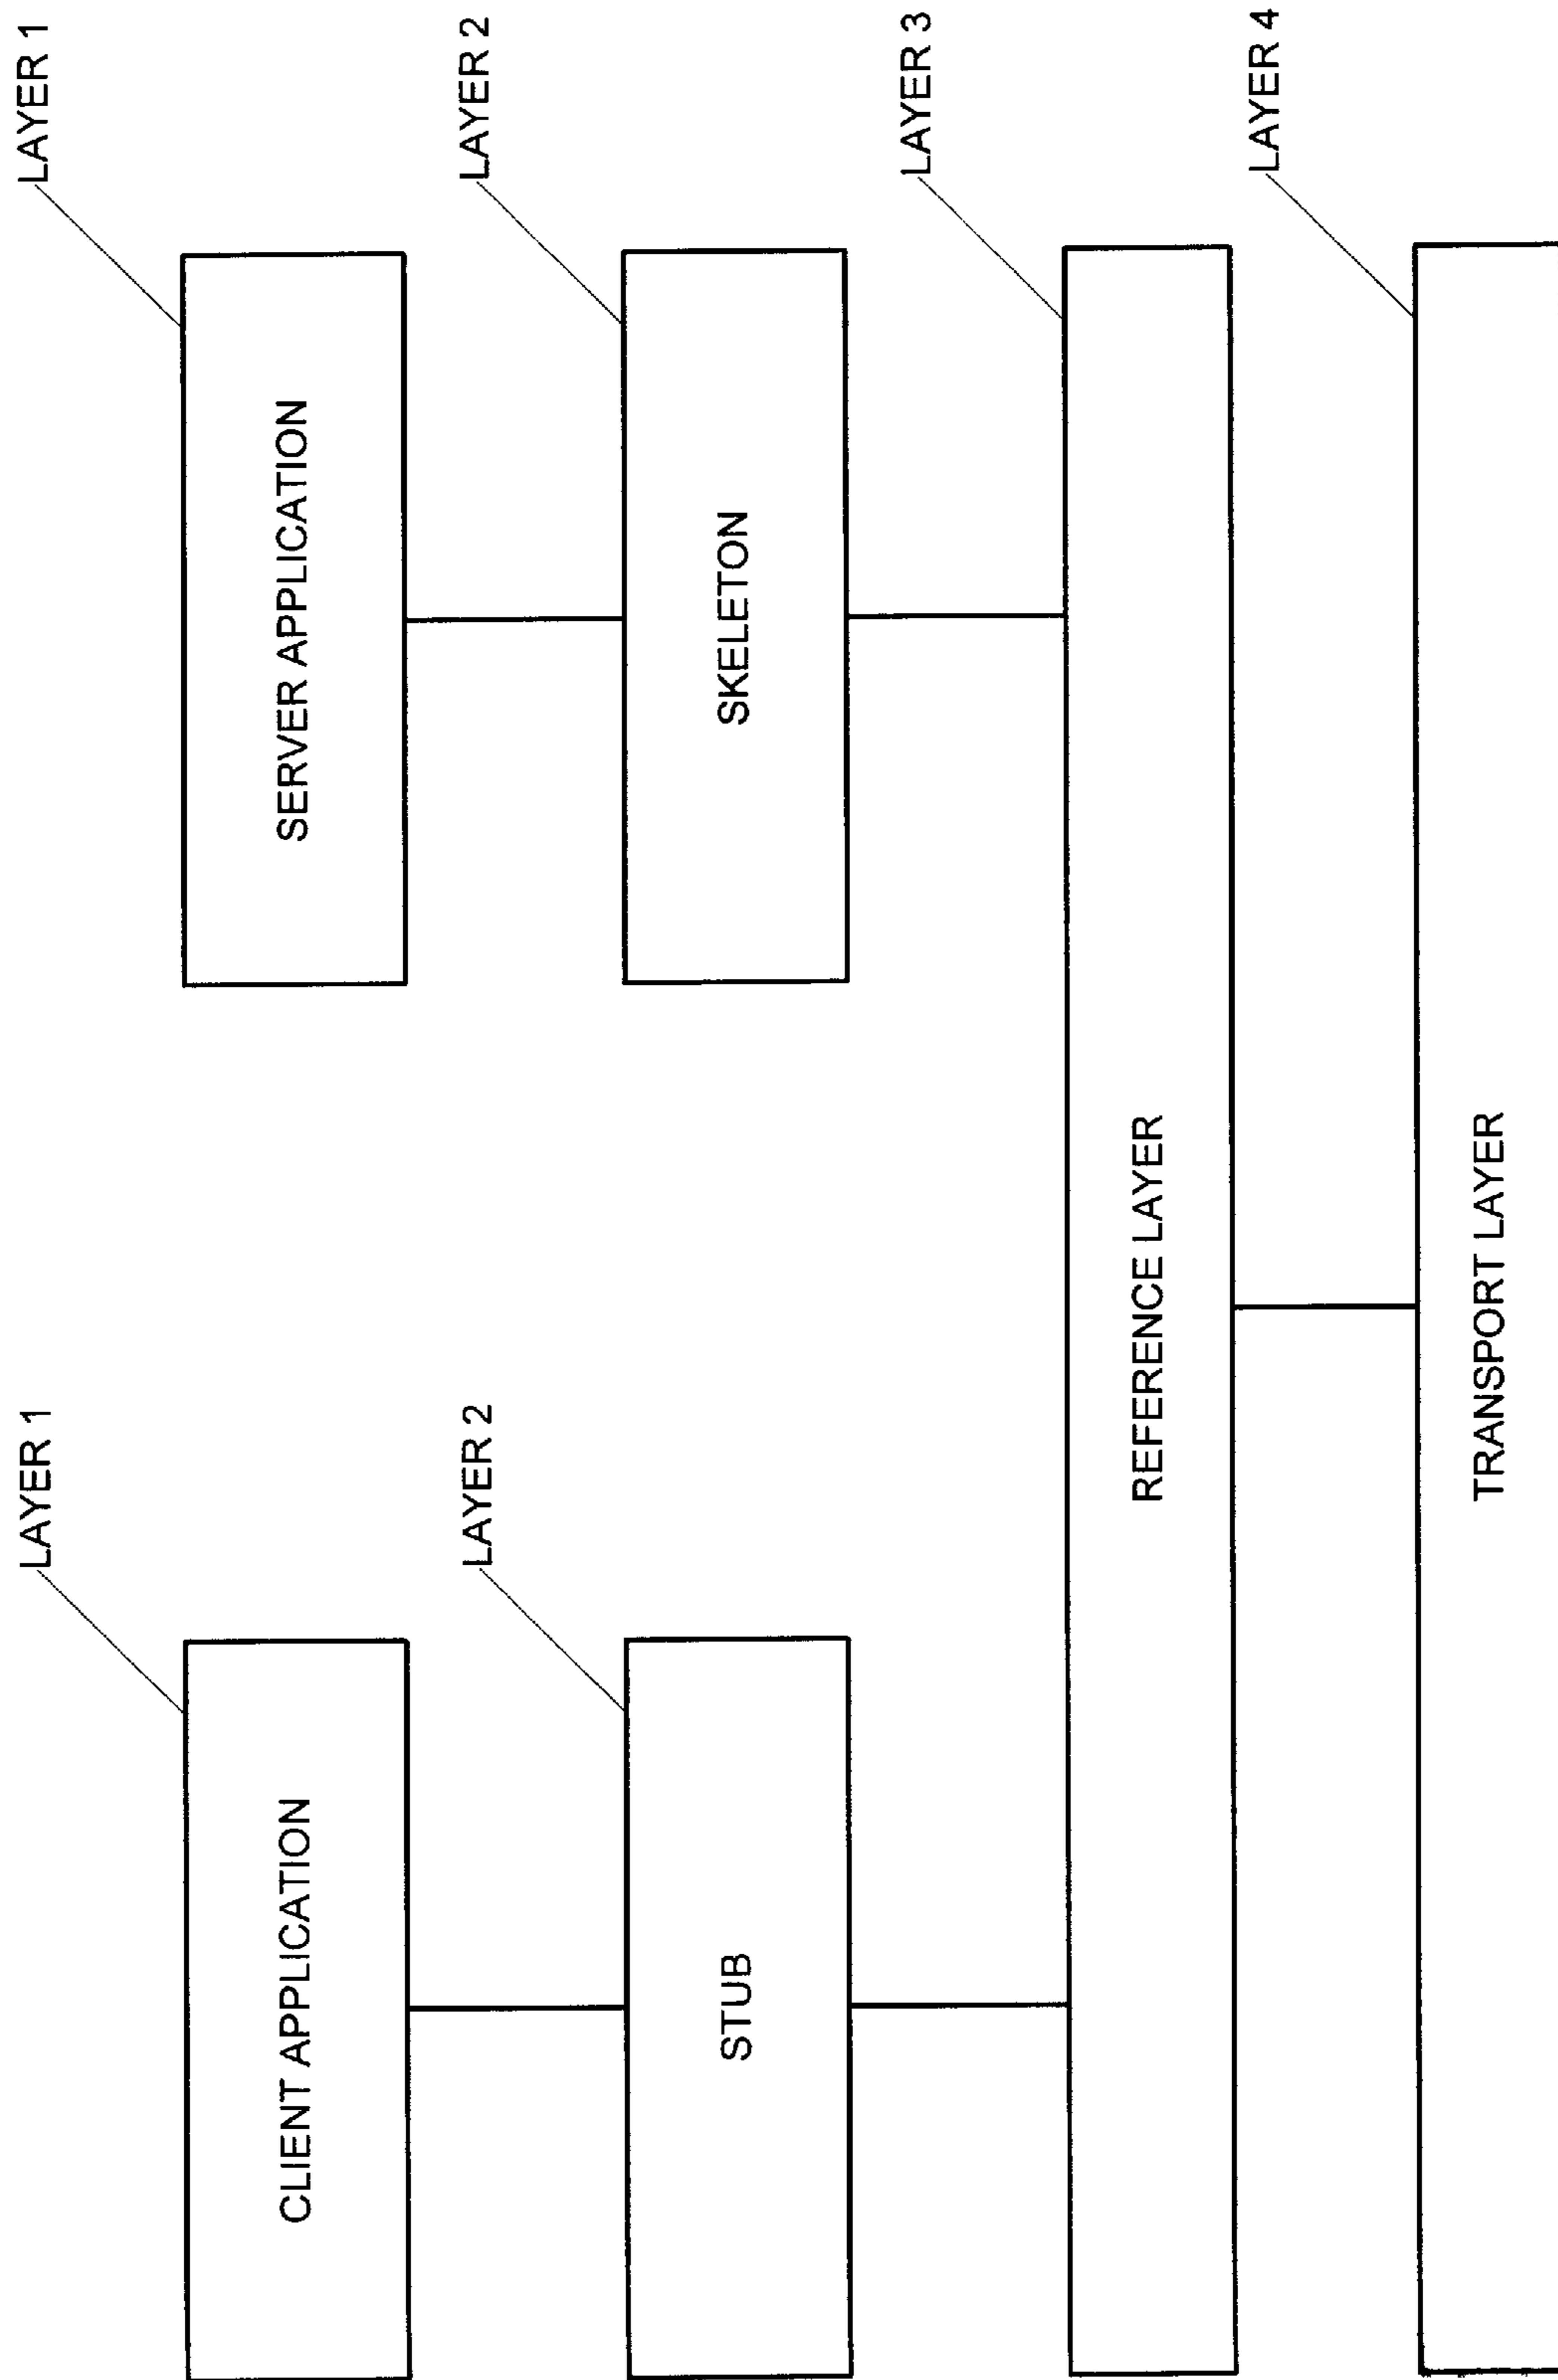 LAYER 1
LAYER 1
CLIENT APPLICATION
SERVER APPLICATION
LAYER 2
LAYER 2
STUB
SKELETON
LAYER 3
REFERENCE LAYER
LAYER 4
TRANSPORT LAYER